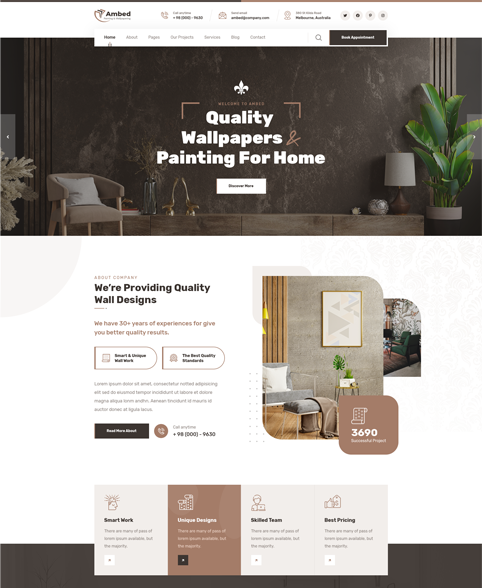 Ambed
Call anytime
+ 98 (000) - 9630
Send email
ambed@company.com
Melbourne, Australia
Home
About
Pages
Our Projects
Services
Blog
Contact
Book Appointment
WELCOME TO AMBED
Quality
Wallpapers &
Painting For Home
Discover More
ABOUT COMPANY
We're Providing Quality
Wall Designs
We have 30+ years of experiences for give
you better quality results.
Smart & Unique
Wall Work
The Best Quality
Standards
Lorem ipsum dolor sit amet, consectetur notted adipisicing
elit sed do eiusmod tempor incididunt ut labore et dolore
magna aliqua lonm andhn. Aenean tincidunt id mauris id
auctor donec at ligula lacus.
Read More About
Call anytime
+ 98 (000) - 9630
3690
Successful Project
Smart Work
There are many of pass of
lorem ipsum available, but
the majority.
Unique Designs
There are many of pass of
lorem ipsum available, but
the majority.
Skilled Team
There are many of pass of
lorem ipsum available, but
the majority.
Best Pricing
There are many of pass of
lorem ipsum available, but
the majority.